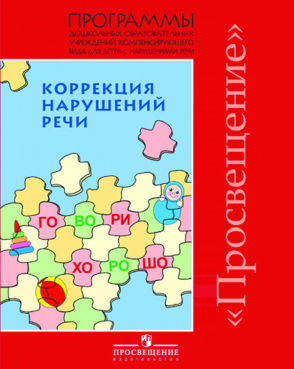 ПРОГРАММЫ
ДОШКОЛЬНЫХ ОБРАЗОВАТЕЛЬНЫХ
УЧРЕЖДЕНИЙ КОМПЕНСИРУЮЩЕГО
ВИДА ДЛЯ ДЕТЕЙ С НАРУШЕНИЯМИ РЕЧИ
КОРРЕКЦИЯ
НАРУШЕНИЙ
РЕЧИ
ГО ВО РИ
ХО РО ШО
ПРОСВЕЩЕНИЕ
ИЗДАТЕЛЬСТВО
«Просвещение»